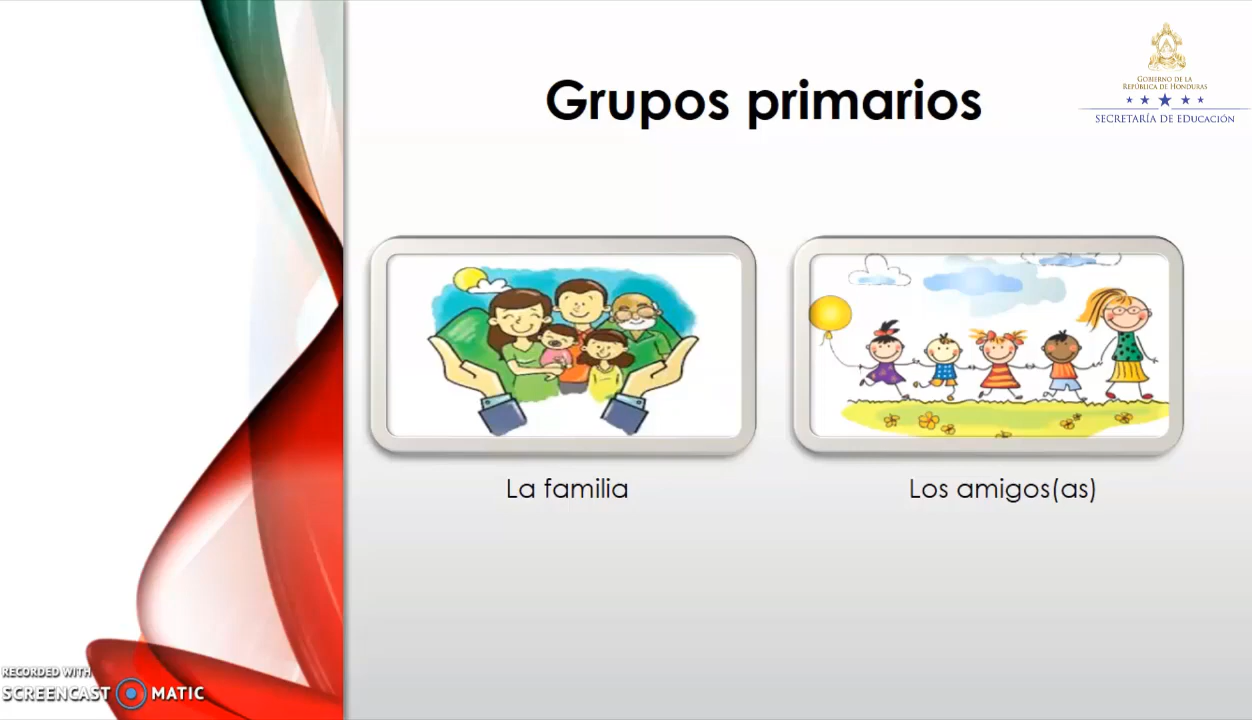 Grupos primarios
GOBIERNO DE LA
REPÚBLICA DE HONDURAS
SECRETARÍA DE EDUCACIÓN
La familia
Los amigos(as)
RECORDED WITH
SCREENCAST MATIC